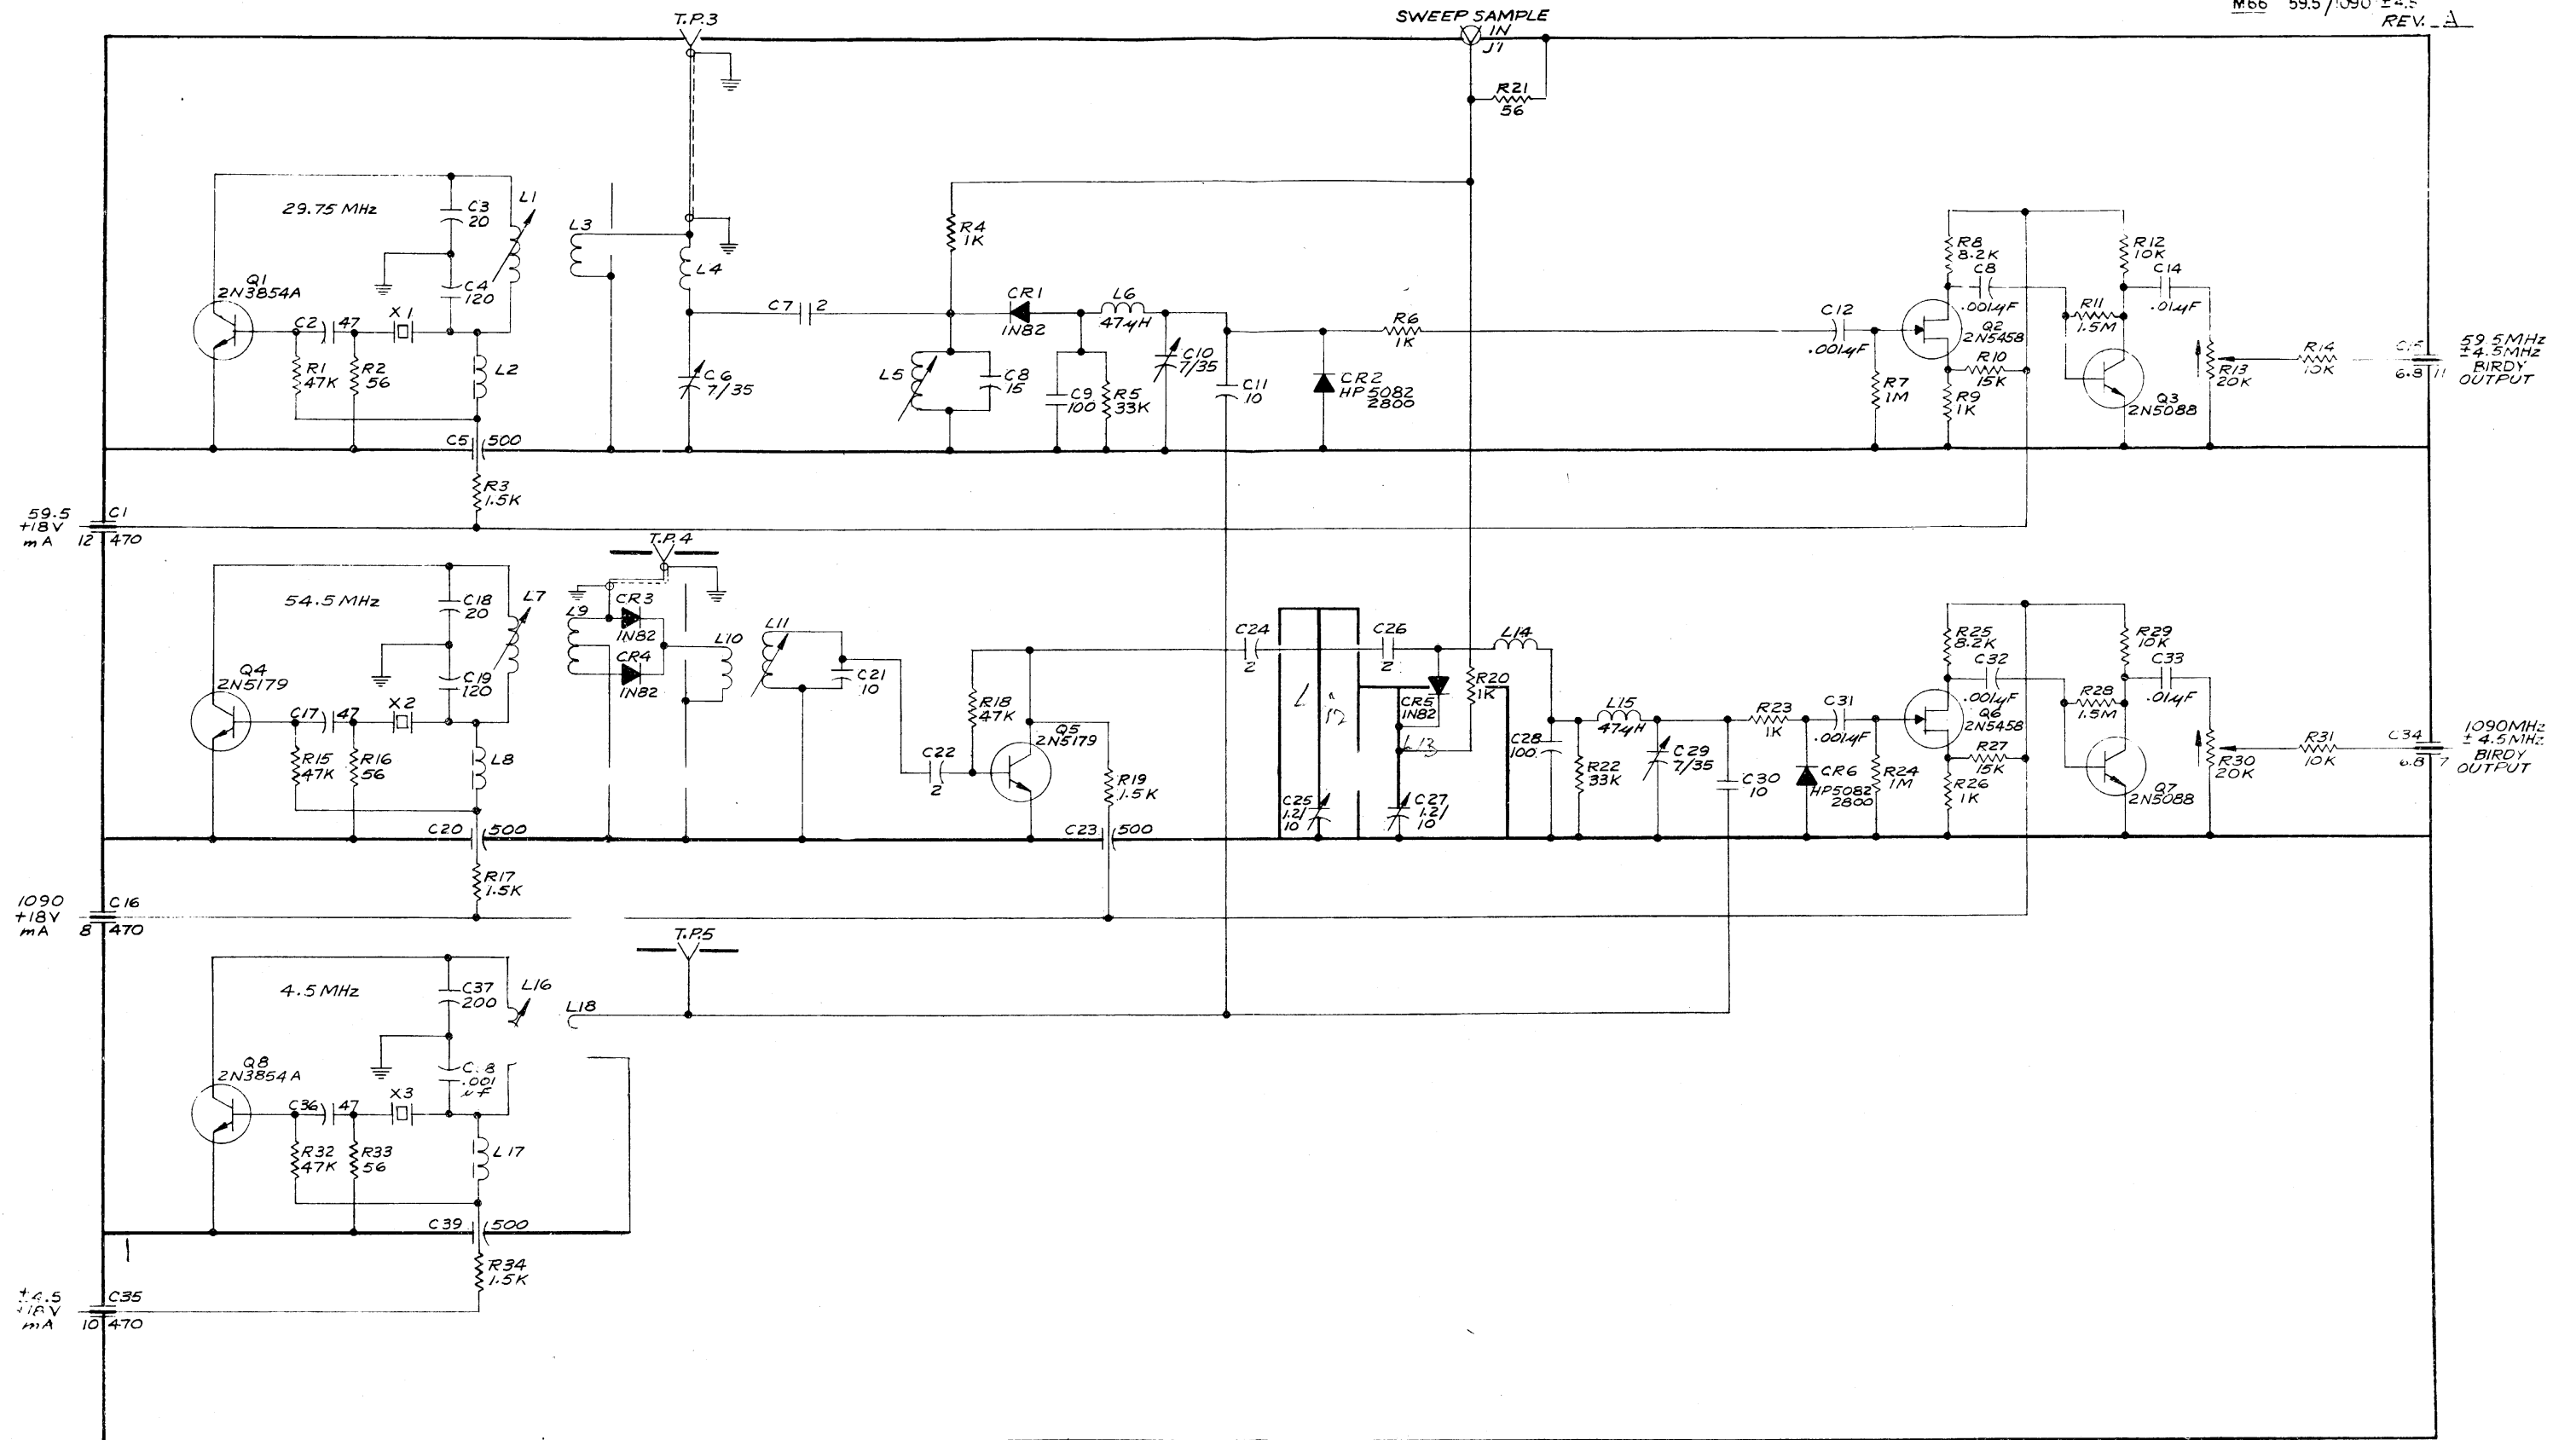 M66 59.5/1090 ±4.5
REV. A
T.P.3
SWEEP SAMPLE
IN
J1
R21
56
29.75 MHz
C3
20
L1
L3
L4
R4
1K
C4
120
Q1
2N3854A
C2 47
X1
R1
47K
R2
56
L2
C5 500
R3
1.5K
C6
7/35
C7 2
CR1
1N82
L6
47µH
L5
C8
15
C9
100
R5
33K
C10
7/35
C11
10
CR2
HP5082
2800
R6
1K
C12
.001µF
R7
1M
R8
8.2K
C8
.001µF
Q2
2N5458
R10
15K
R9
1K
R11
1.5M
R12
10K
C14
.01µF
Q3
2N5088
R13
20K
R14
10K
6.8 11
59.5MHz
±4.5MHz
BIRDY
OUTPUT
59.5
+18V
mA 12
C1
470
T.P.4
54.5 MHz
C18
20
L7
L9
CR3
1N82
CR4
1N82
L10
L11
C21
10
C19
120
Q4
2N5179
C17 47
X2
R15
47K
R16
56
L8
C20 500
R17
1.5K
C22
2
R18
47K
Q5
2N5179
R19
1.5K
C23 500
C24
2
C25
1.2/
10
C26
2
CR5
1N82
L13
C27
1.2/
10
R20
1K
L14
C28
100
R22
33K
L15
47µH
C29
7/35
C30
10
R23
1K
CR6
HP5082
2800
C31
.001µF
R24
1M
R25
8.2K
C32
.001µF
Q6
2N5458
R27
15K
R26
1K
R28
1.5M
R29
10K
C33
.01µF
Q7
2N5088
R30
20K
R31
10K
C34
6.8 7
1090MHz
±4.5MHz
BIRDY
OUTPUT
1090
+18V
mA 8
C16
470
T.P.5
4.5 MHz
C37
200
L16
L18
.001
µF
Q8
2N3854A
C36 47
X3
R32
47K
R33
56
L17
C39 500
R34
1.5K
±4.5
+18V
mA 10
C35
470